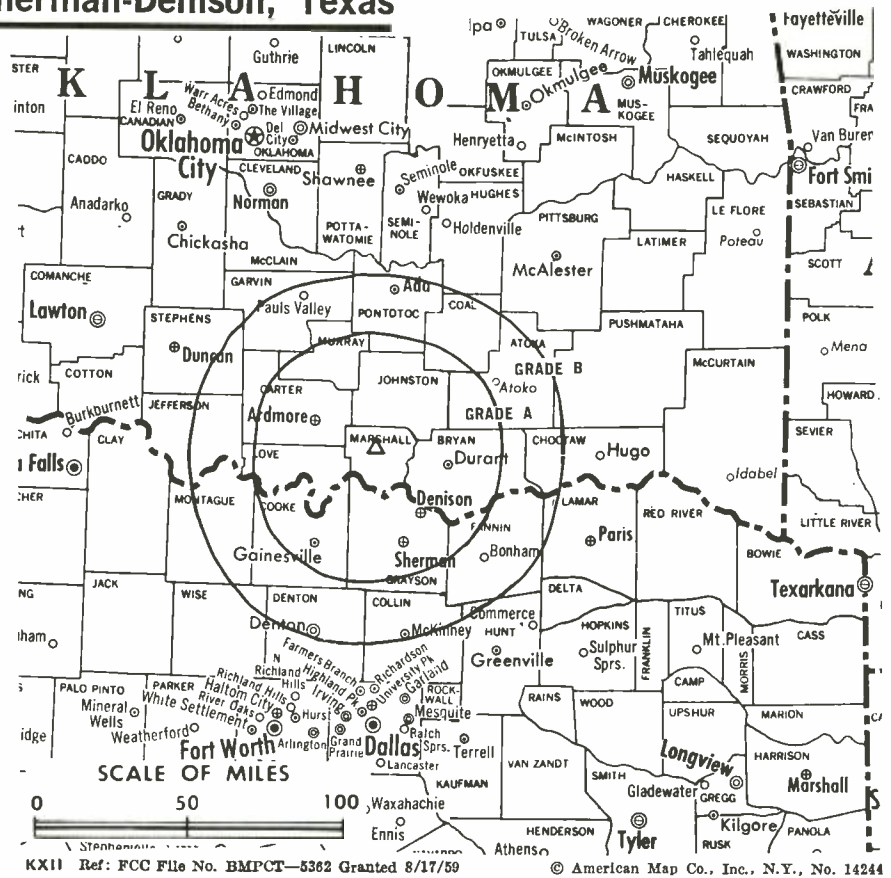 Sherman-Denison, Texas
Fayetteville
WAGONER
CHEROKEE
TULSA
Broken Arrow
Tahlequah
WASHINGTON
Guthrie
LINCOLN
OKMULGEE
Okmulgee
Muskogee
CRAWFORD
K L A H O M A
Edmond
Warr Acres
Bethany
The Village
El Reno
CANADIAN
Del City
Midwest City
MUS-
KOGEE
Oklahoma
City
OKLAHOMA
Henryetta
McINTOSH
SEQUOYAH
Van Buren
CADDO
CLEVELAND
Shawnee
Seminole
OKFUSKEE
HASKELL
Fort Smi
GRADY
Norman
Wewoka
HUGHES
SEBASTIAN
Anadarko
POTTA-
WATOMIE
SEMI-
NOLE
Holdenville
PITTSBURG
LE FLORE
Chickasha
LATIMER
Poteau
McCLAIN
McAlester
SCOTT
COMANCHE
GARVIN
Ada
Lawton
Pauls Valley
COAL
PONTOTOC
STEPHENS
PUSHMATAHA
POLK
MURRAY
ATOKA
Duncan
GRADE B
McCURTAIN
Mena
COTTON
JOHNSTON
CARTER
Atoko
HOWARD
Burkburnett
JEFFERSON
Ardmore
GRADE A
CLAY
MARSHALL
BRYAN
CHOCTAW
SEVIER
Falls
LOVE
Durant
Hugo
Idabel
MONTAGUE
COOKE
Denison
LAMAR
RED RIVER
LITTLE RIVER
FANNIN
Gainesville
Sherman
Bonham
Paris
BOWIE
GRAYSON
Texarkana
JACK
WISE
DENTON
COLLIN
DELTA
Commerce
TITUS
Denton
McKinney
HUNT
HOPKINS
FRANKLIN
Mt. Pleasant
CASS
Greenville
Sulphur
Sprs.
MORRIS
Farmers Branch
Richardson
N
Richland
Hills
Highland Pk.
University Pk
Garland
CAMP
PALO PINTO
PARKER
Richland Hills
Haltom City
Irving
ROCK-
WALL
RAINS
WOOD
UPSHUR
MARION
Mineral
Wells
White Settlement
River Oaks
Hurst
Mesquite
Weatherford
Balch
Sprs.
Fort Worth
Arlington
Grand
Prairie
Dallas
Terrell
Longview
HARRISON
SCALE OF MILES
Lancaster
VAN ZANDT
SMITH
Marshall
KAUFMAN
Gladewater
GREGG
0 50 100
Waxahachie
Ennis
HENDERSON
Tyler
Kilgore
RUSK
PANOLA
Athens
KXII Ref: FCC File No. BMPCT—5362 Granted 8/17/59
© American Map Co., Inc., N.Y., No. 14244